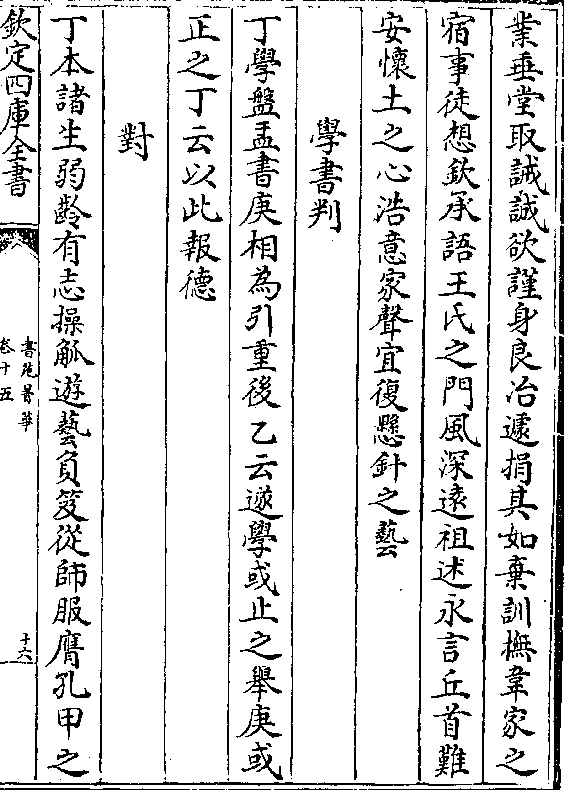 業垂堂取誡誠欲謹身良冶遽捐其如棄訓撫韋家之
宿事徒想欽承語王氏之門風深遠祖述永言丘首難
安懷土之心浩意家聲宜復懸針之藝
學書判
丁學盤盂書庚相為引重後乙云遊學或止之舉庚或
正之丁云以此報德
對
丁本諸生弱齡有志操觚遊藝負笈從師服膺孔甲之
欽定四庫全書
書苑菁華
卷十五
十六